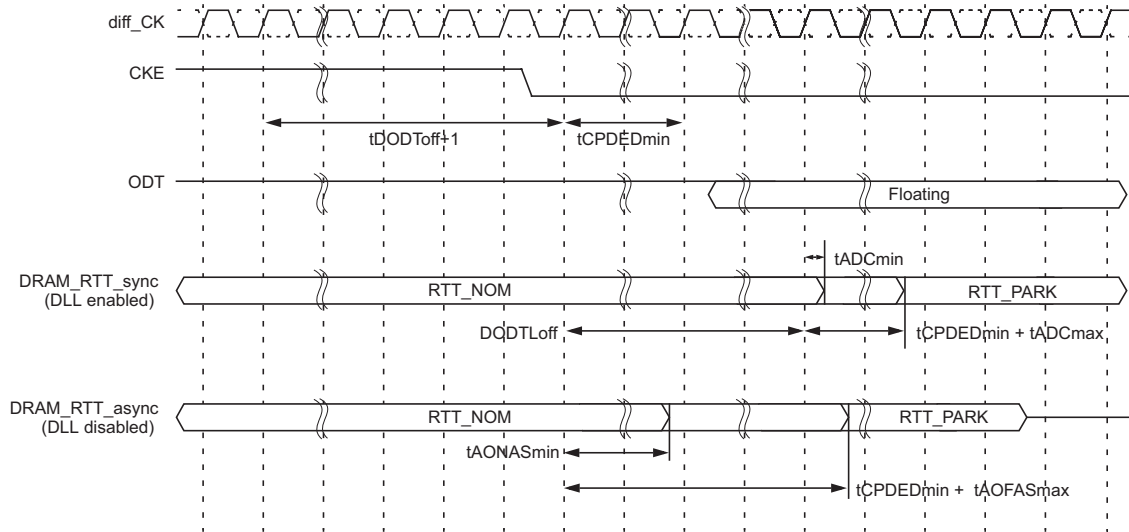 diff_CK
CKE
tDODToff+1
tCPDEDmin
ODT
Floating
tADCmin
DRAM_RTT_sync
(DLL enabled)
RTT_NOM
RTT_PARK
DODTLoff
tCPDEDmin + tADCmax
DRAM_RTT_async
(DLL disabled)
RTT_NOM
RTT_PARK
tAONASmin
tCPDEDmin + tAOFASmax